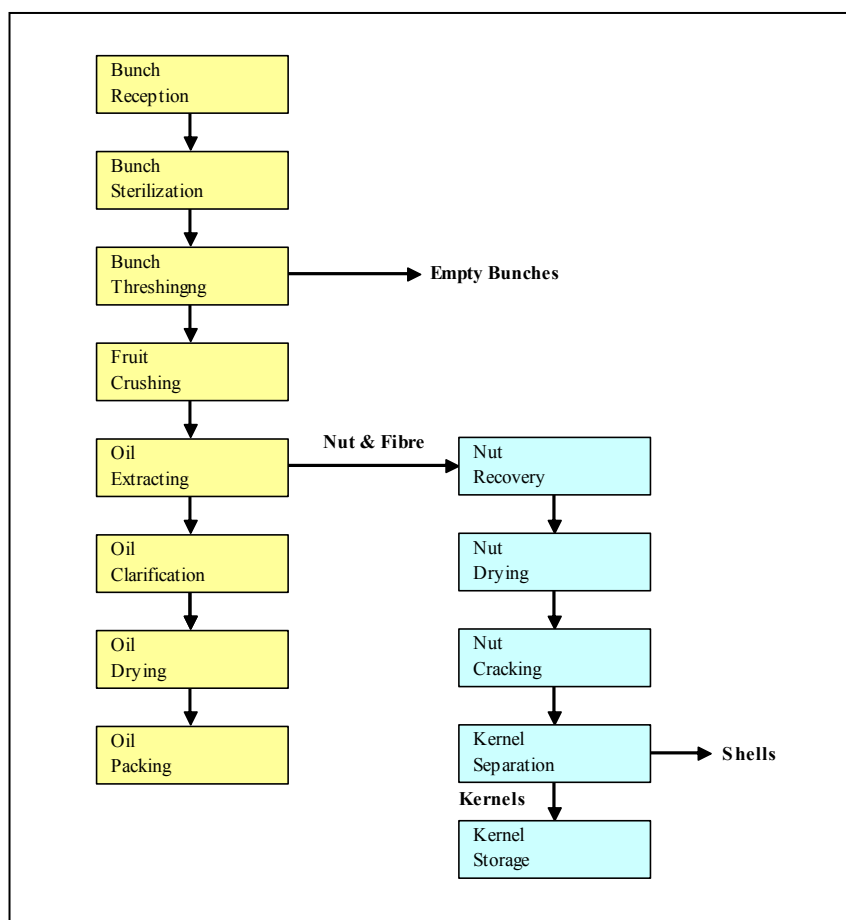 Bunch
Reception
Bunch
Sterilization
Bunch
Threshingng
Empty Bunches
Fruit
Crushing
Oil
Extracting
Nut & Fibre
Nut
Recovery
Oil
Clarification
Nut
Drying
Oil
Drying
Nut
Cracking
Oil
Packing
Kernel
Separation
Shells
Kernels
Kernel
Storage